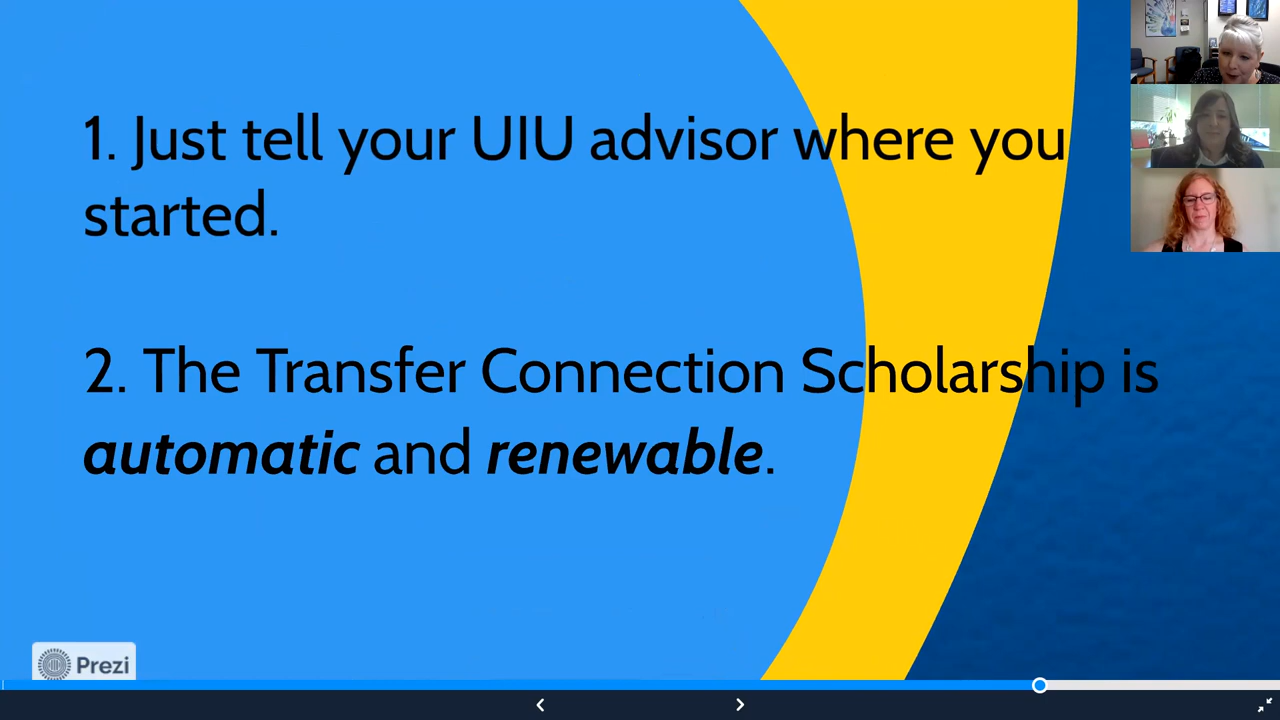 1. Just tell your UIU advisor where you
started.
2. The Transfer Connection Scholarship is
automatic and renewable.
Prezi